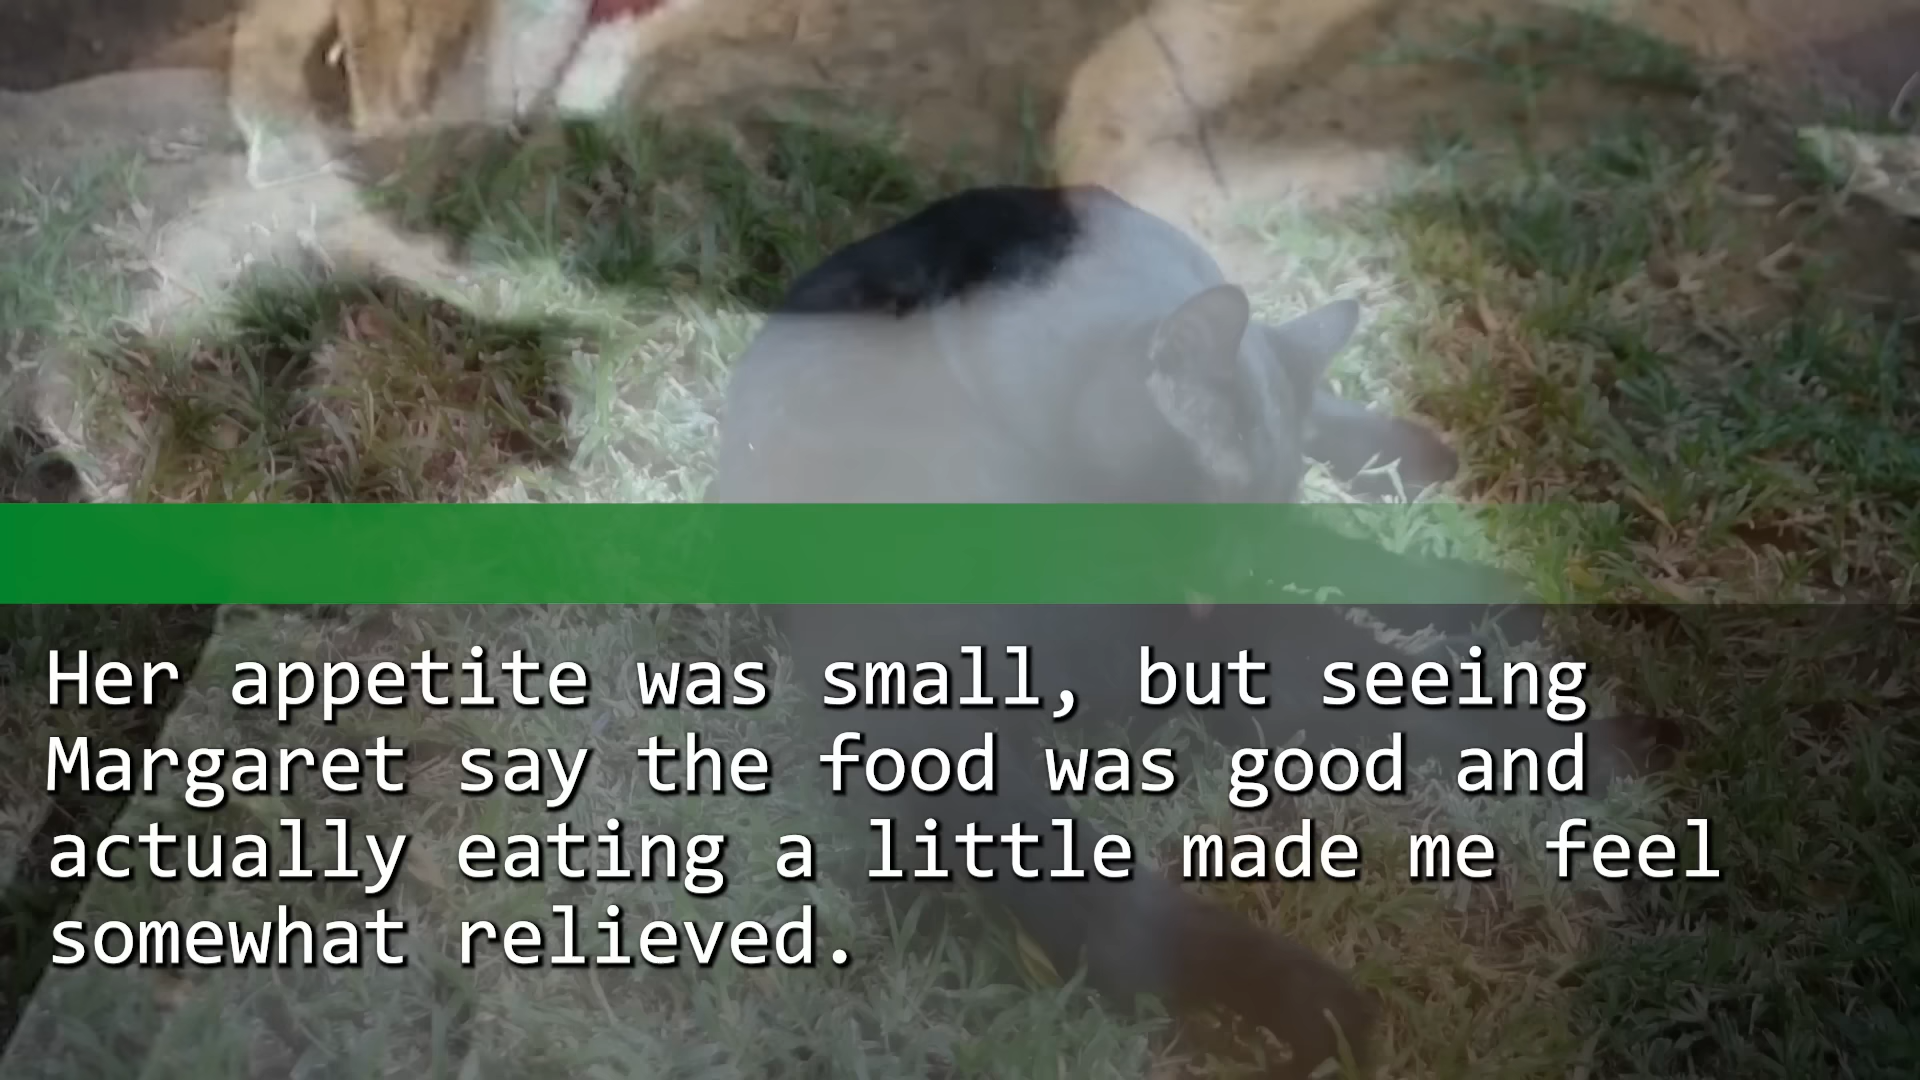 Her appetite was small, but seeing
Margaret say the food was good and
actually eating a little made me feel
somewhat relieved.